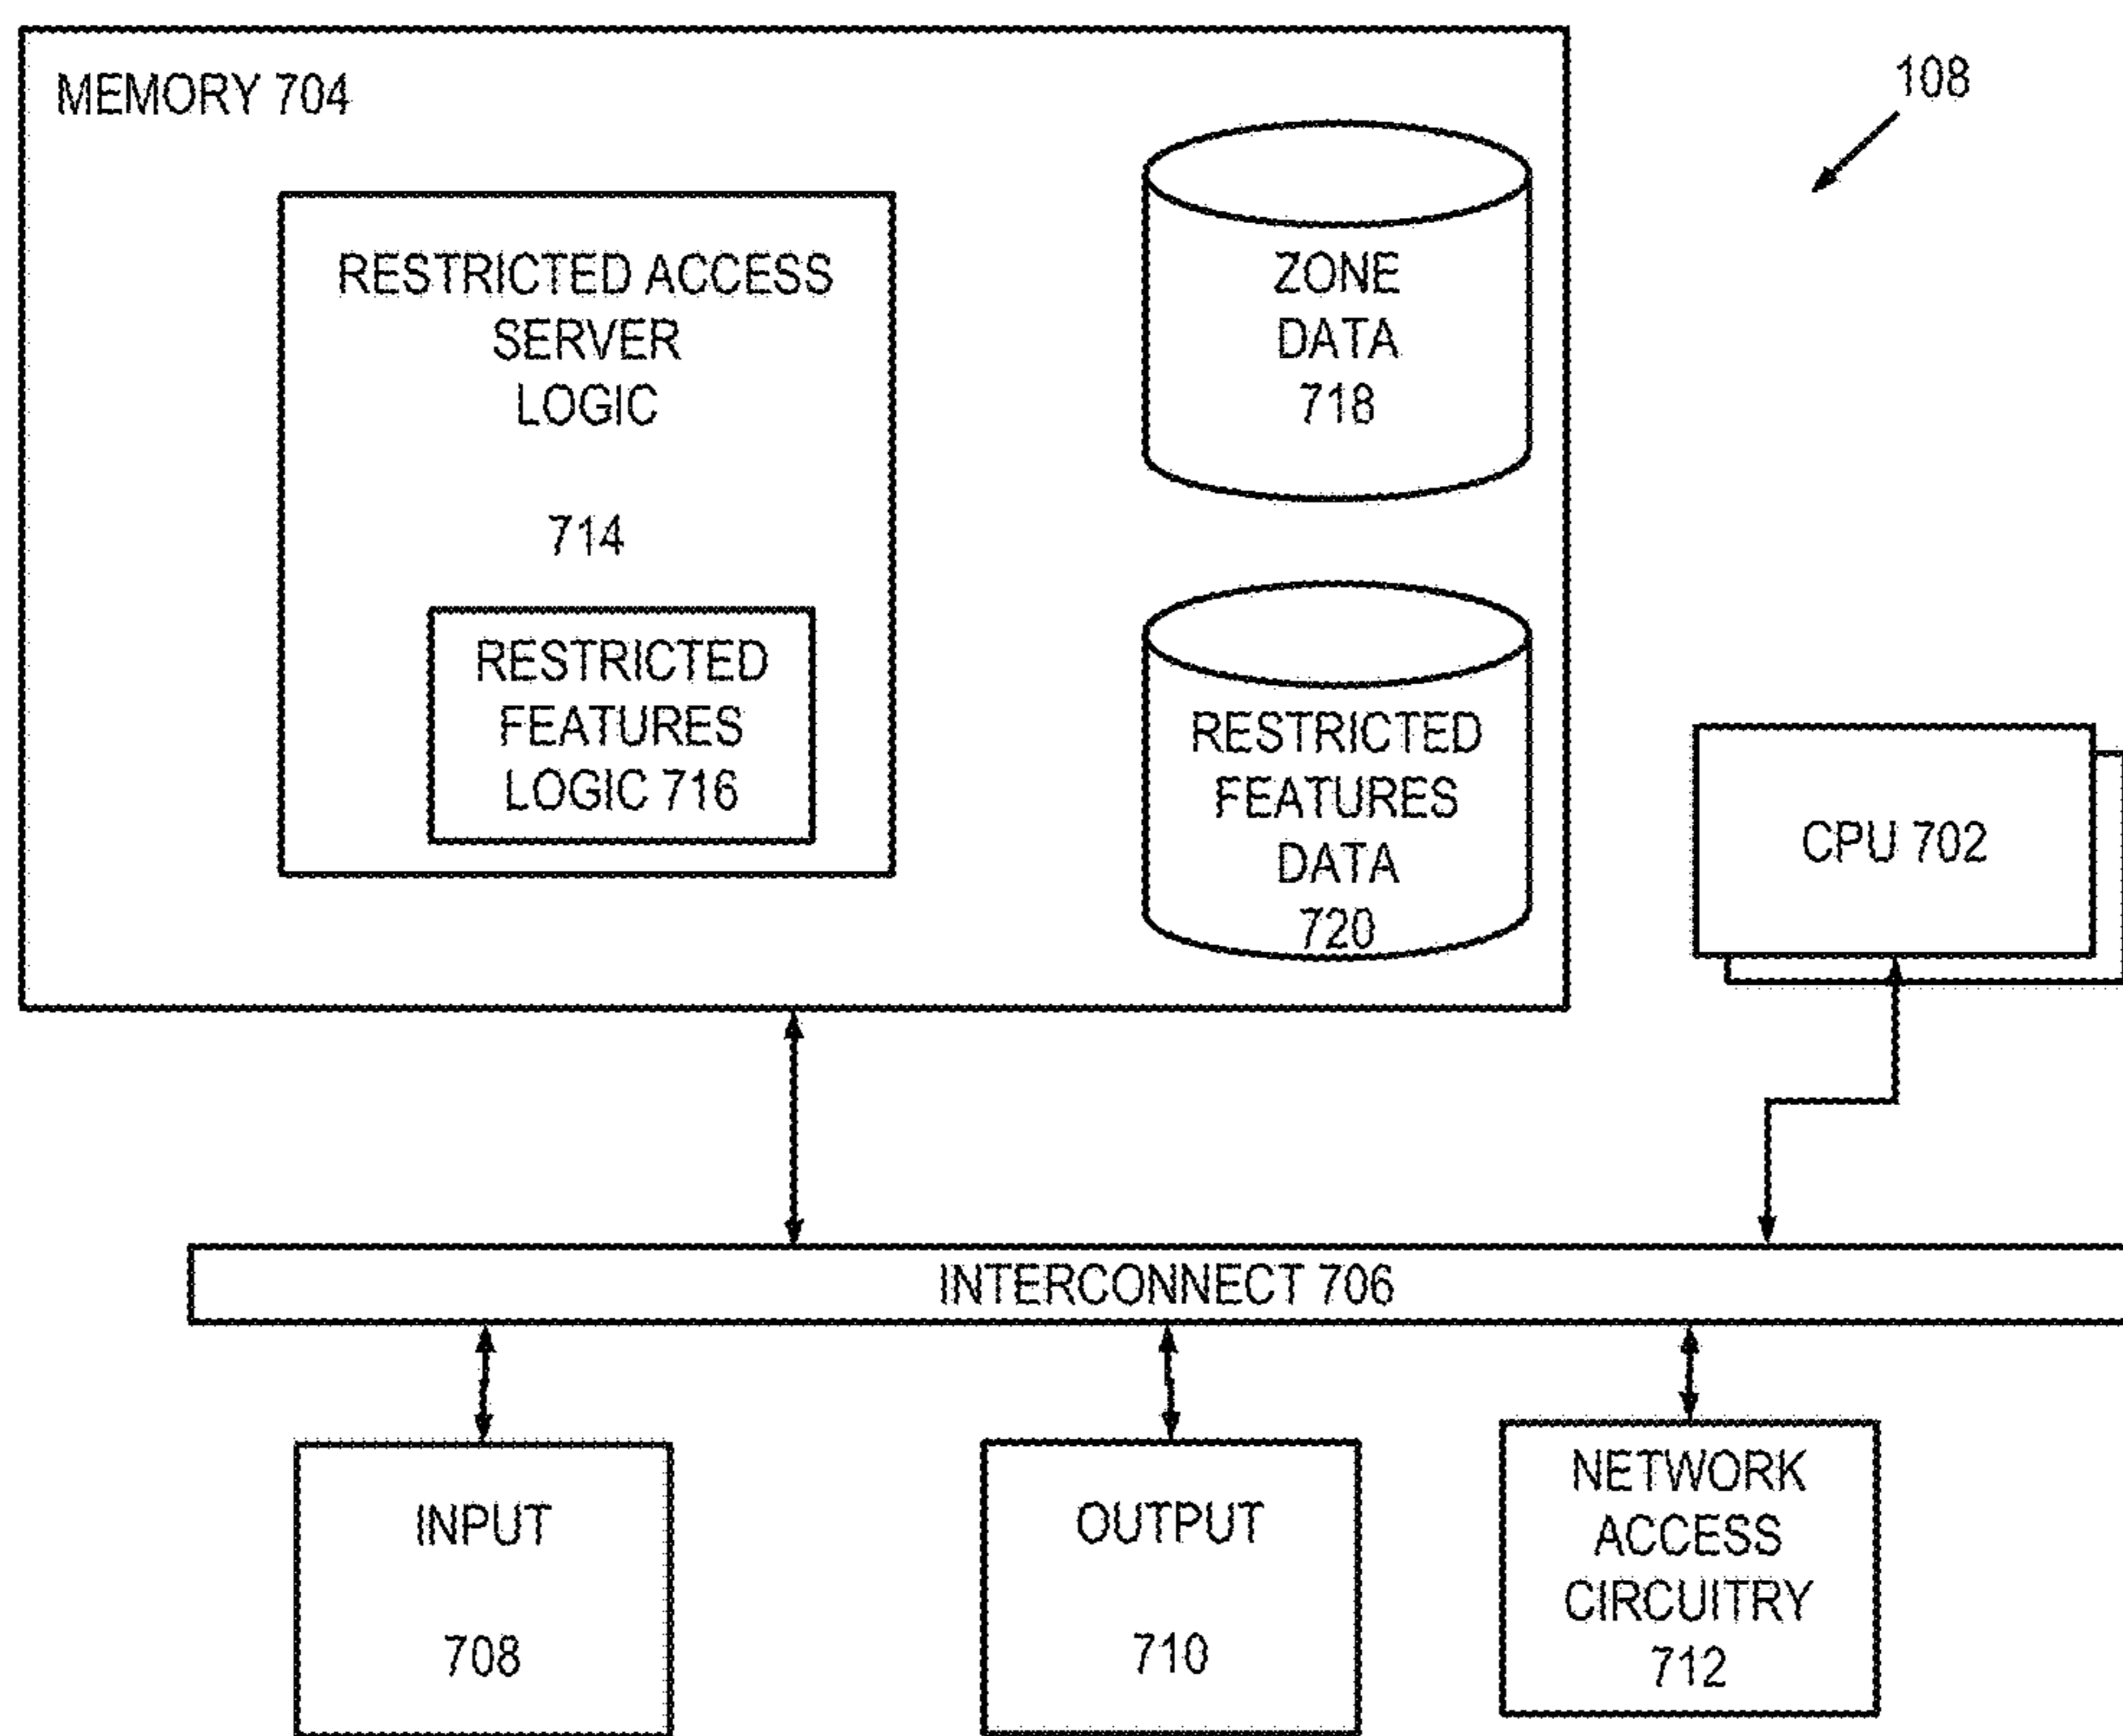 MEMORY 704
108
RESTRICTED ACCESS
SERVER
LOGIC
714
RESTRICTED
FEATURES
LOGIC 716
ZONE
DATA
718
RESTRICTED
FEATURES
DATA
720
CPU 702
INTERCONNECT 706
INPUT
708
OUTPUT
710
NETWORK
ACCESS
CIRCUITRY
712